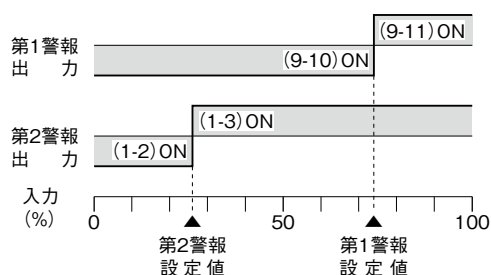 第1警報
出 力
(9-10)ON
(9-11)ON
第2警報
出 力
(1-2)ON
(1-3)ON
入力
(%)
0
50
100
第2警報
設 定 値
第1警報
設 定 値